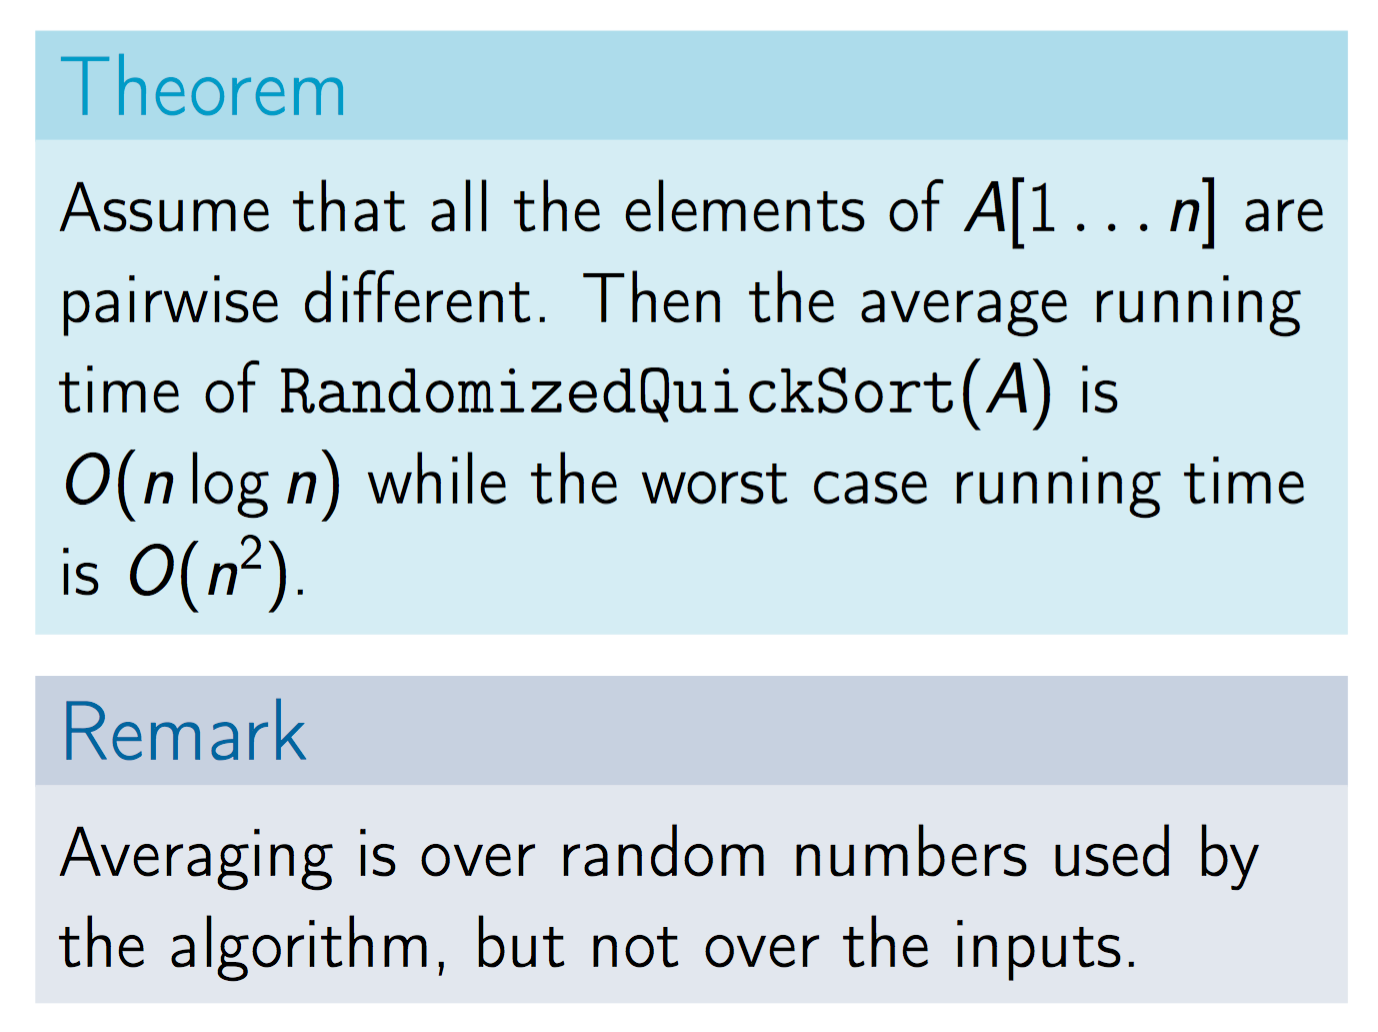 Theorem
Assume that all the elements of A[1 . . . n] are
pairwise different. Then the average running
time of RandomizedQuickSort(A) is
O(n log n) while the worst case running time
is O(n²).
Remark
Averaging is over random numbers used by
the algorithm, but not over the inputs.